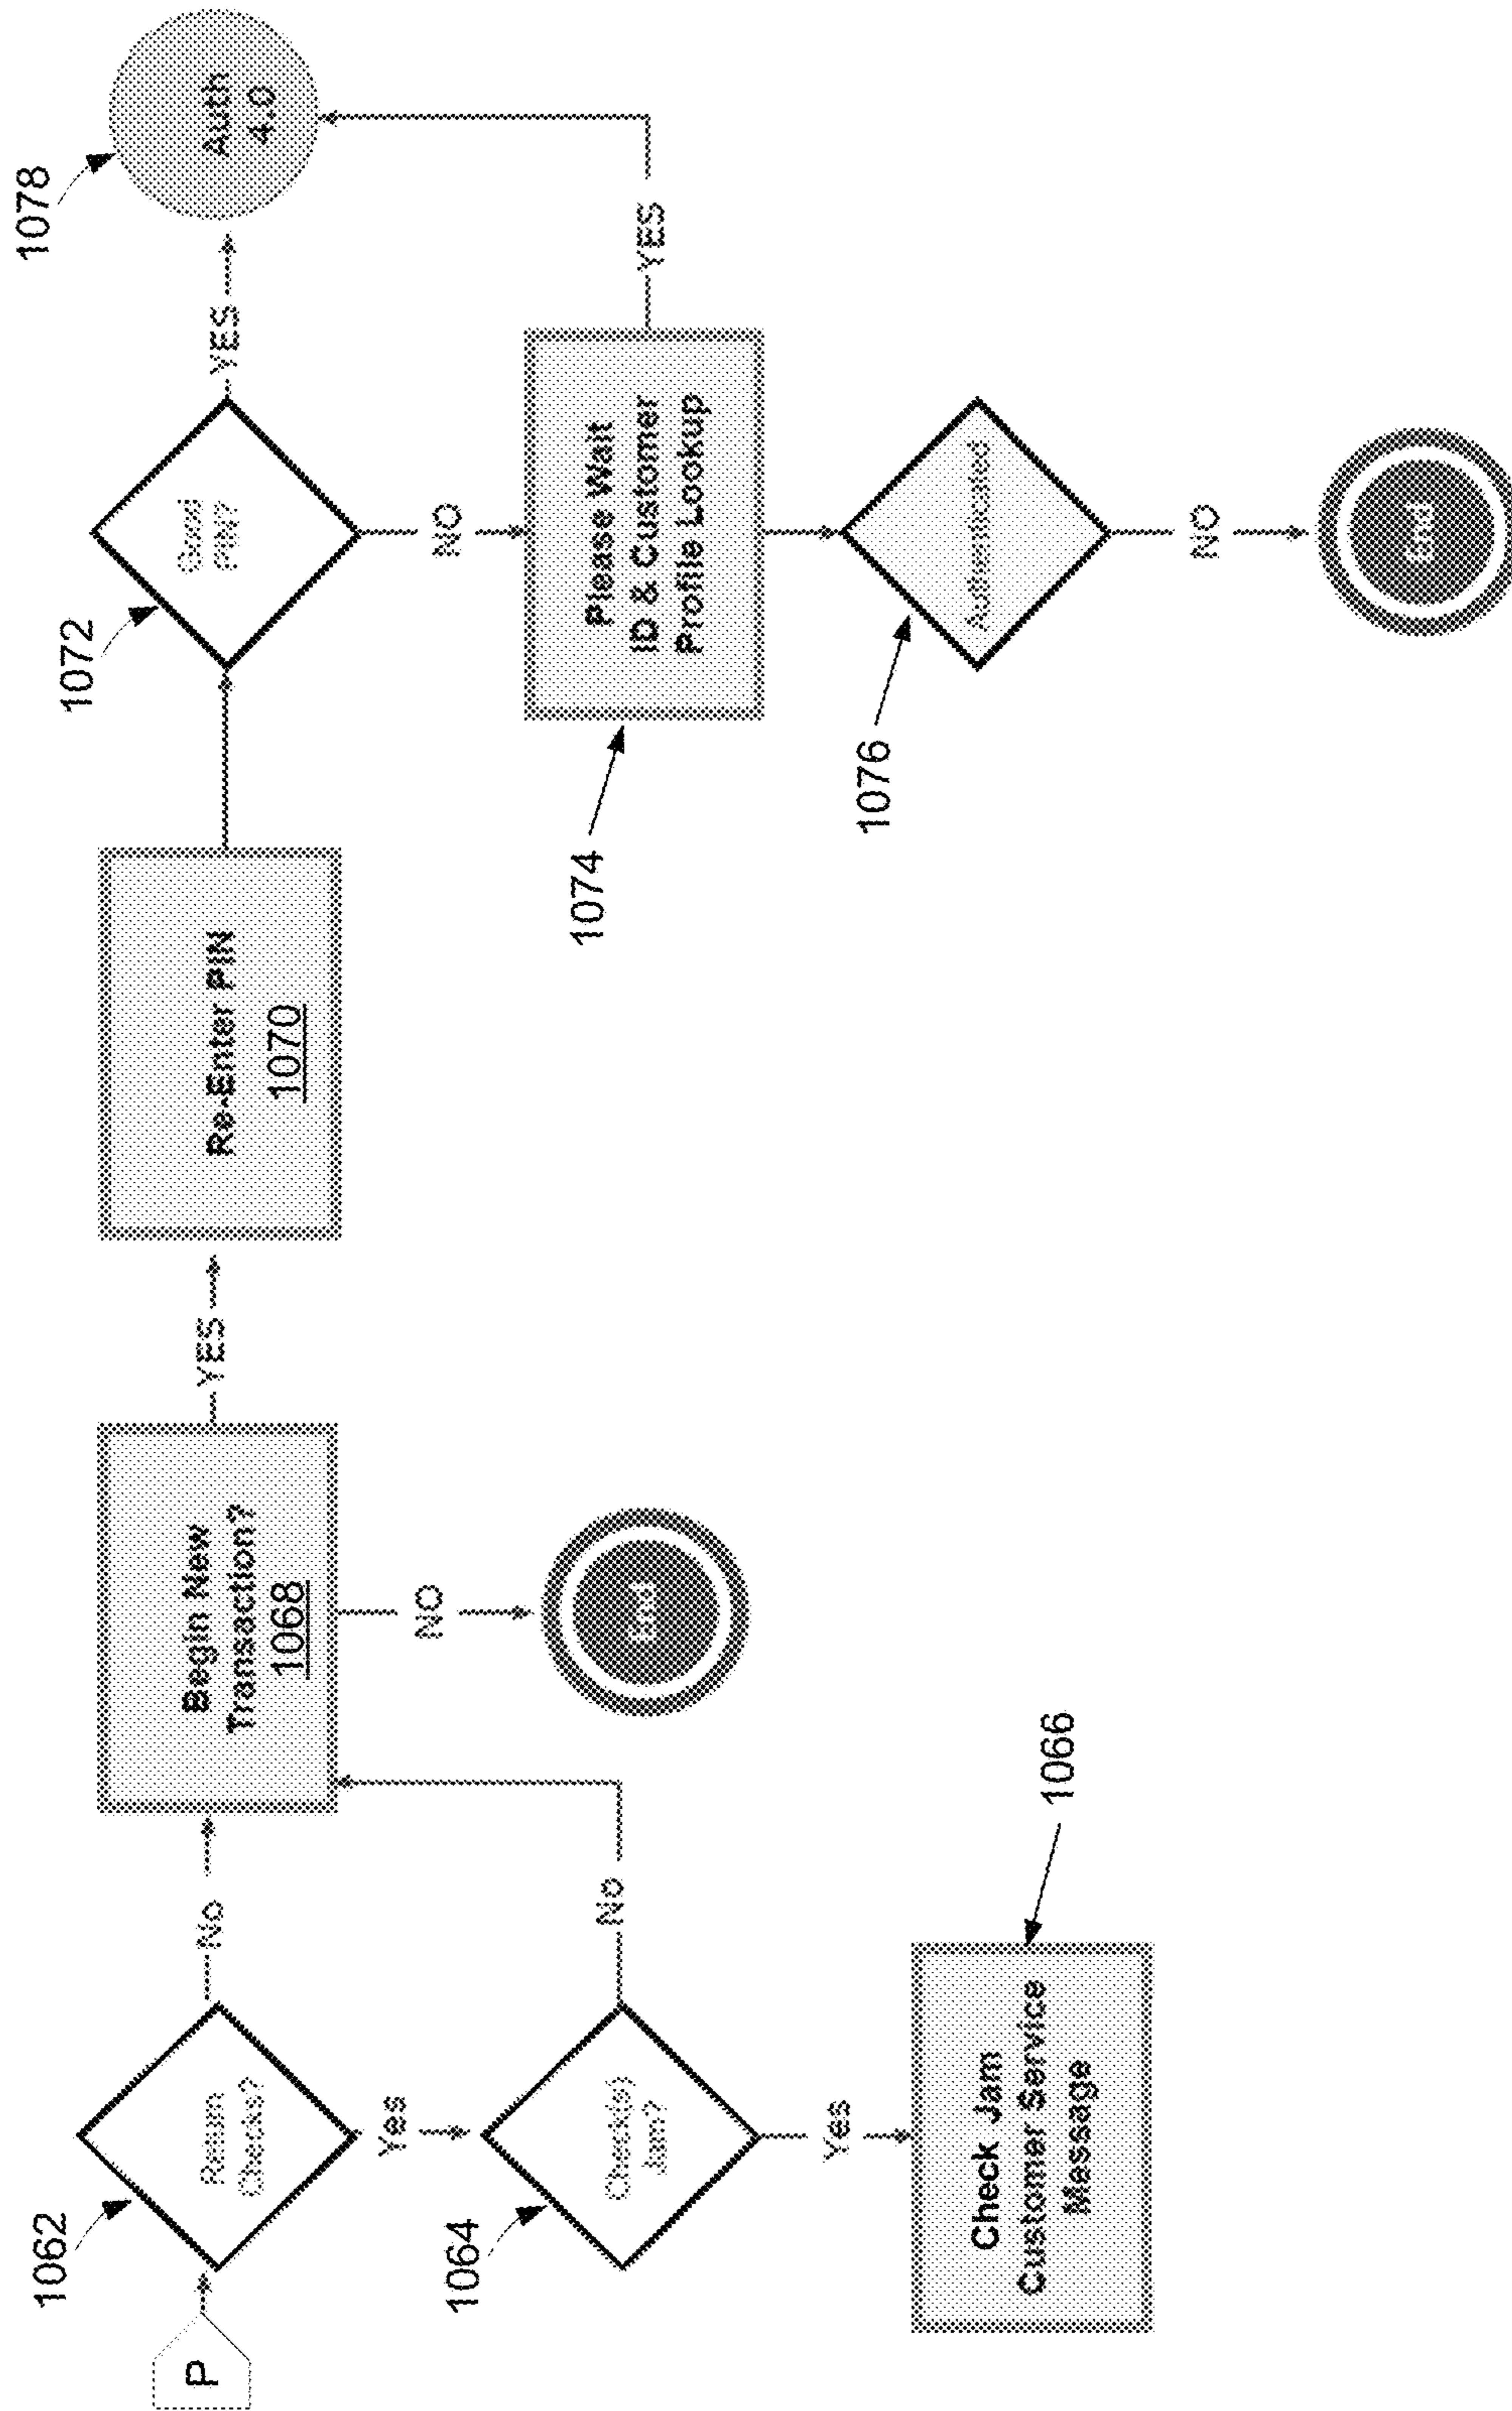 P
1062
Return
Checks?
No
Yes
1064
Check(s)
Jam?
No
Yes
Check Jam
Customer Service
Message
1066
Begin New
Transaction?
1068
NO
End
YES
Re-Enter PIN
1070
1072
Good
PIN?
YES
1078
Auth
4.0
NO
1074
Please Wait
ID & Customer
Profile Lookup
YES
1076
Authenticated
NO
End